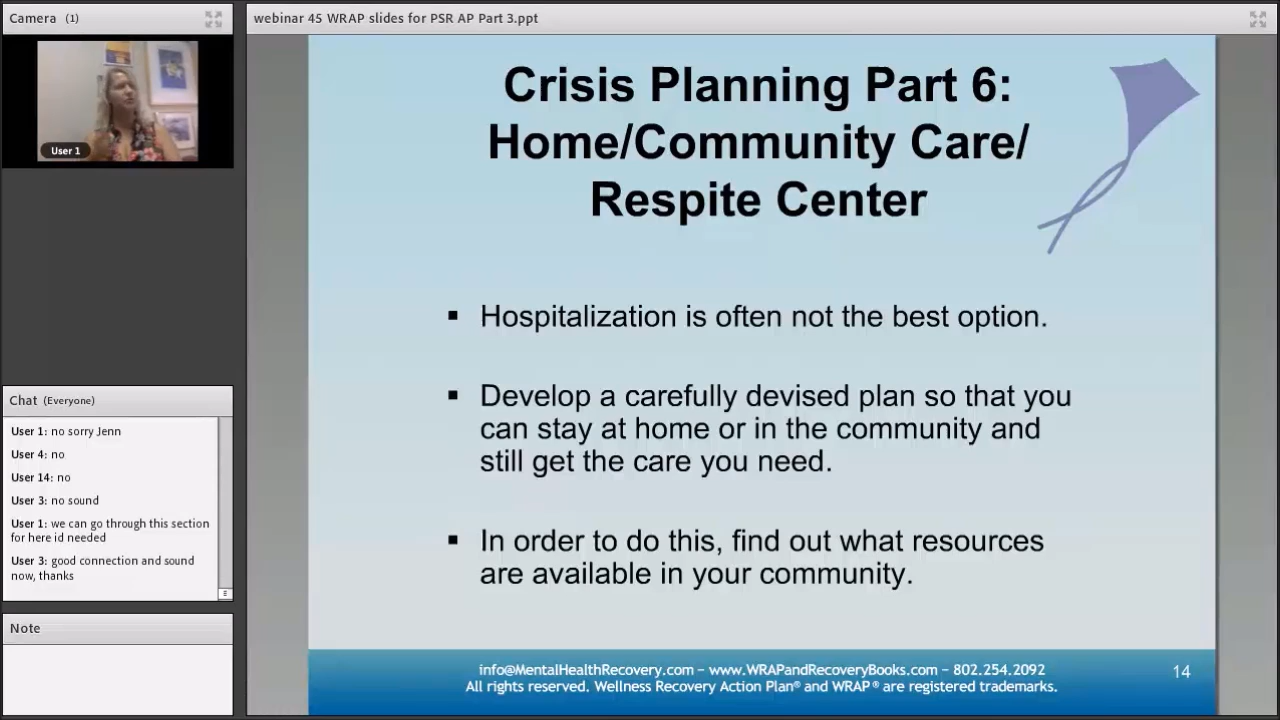 Camera (1)
User 1
Chat (Everyone)
User 1: no sorry Jenn
User 4: no
User 14: no
User 3: no sound
User 1: we can go through this section
for here id needed
User 3: good connection and sound
now, thanks
Note
webinar 45 WRAP slides for PSR AP Part 3.ppt
Crisis Planning Part 6:
Home/Community Care/
Respite Center
▪ Hospitalization is often not the best option.
▪ Develop a carefully devised plan so that you
can stay at home or in the community and
still get the care you need.
▪ In order to do this, find out what resources
are available in your community.
info@MentalHealthRecovery.com – www.WRAPandRecoveryBooks.com – 802.254.2092
All rights reserved. Wellness Recovery Action Plan® and WRAP® are registered trademarks.
14